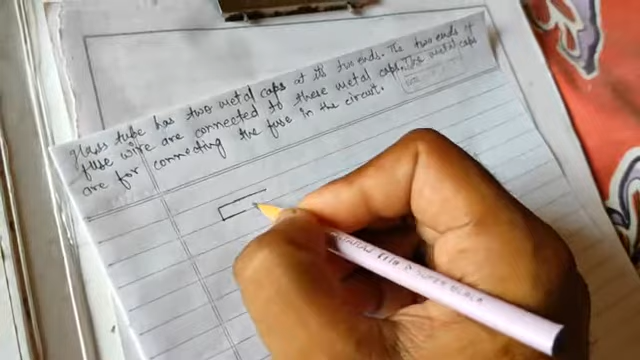 Glass tube has two metal caps at its two ends. The two ends of
fuse wire are connected to these metal caps. The metal caps
are for connecting the fuse in the circuit.